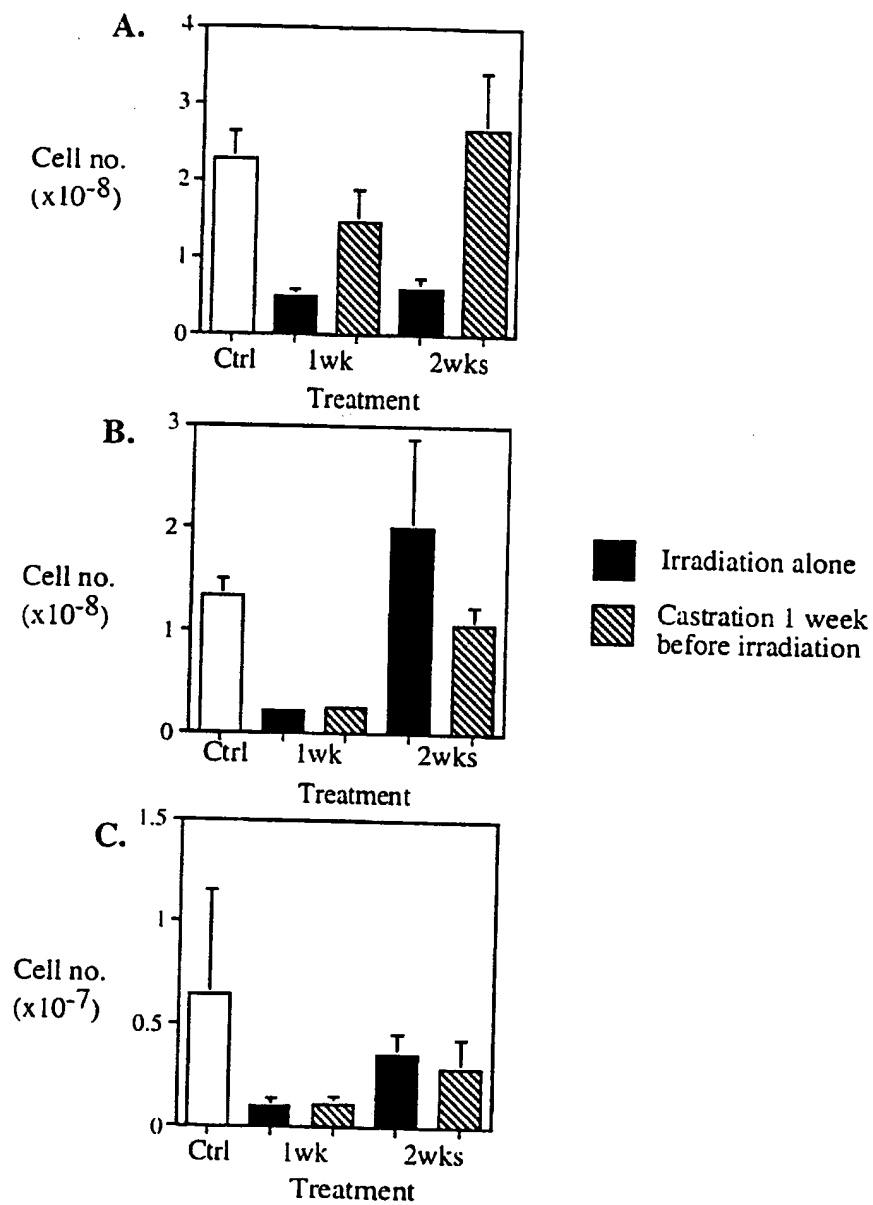 A.
4
3
2
1
0
Cell no.
(x10-8)
Ctrl 1wk 2wks
Treatment
B.
3
2
1
0
Cell no.
(x10-8)
Ctrl 1wk 2wks
Treatment
Irradiation alone
Castration 1 week
before irradiation
C.
1.5
1
0.5
0
Cell no.
(x10-7)
Ctrl 1wk 2wks
Treatment